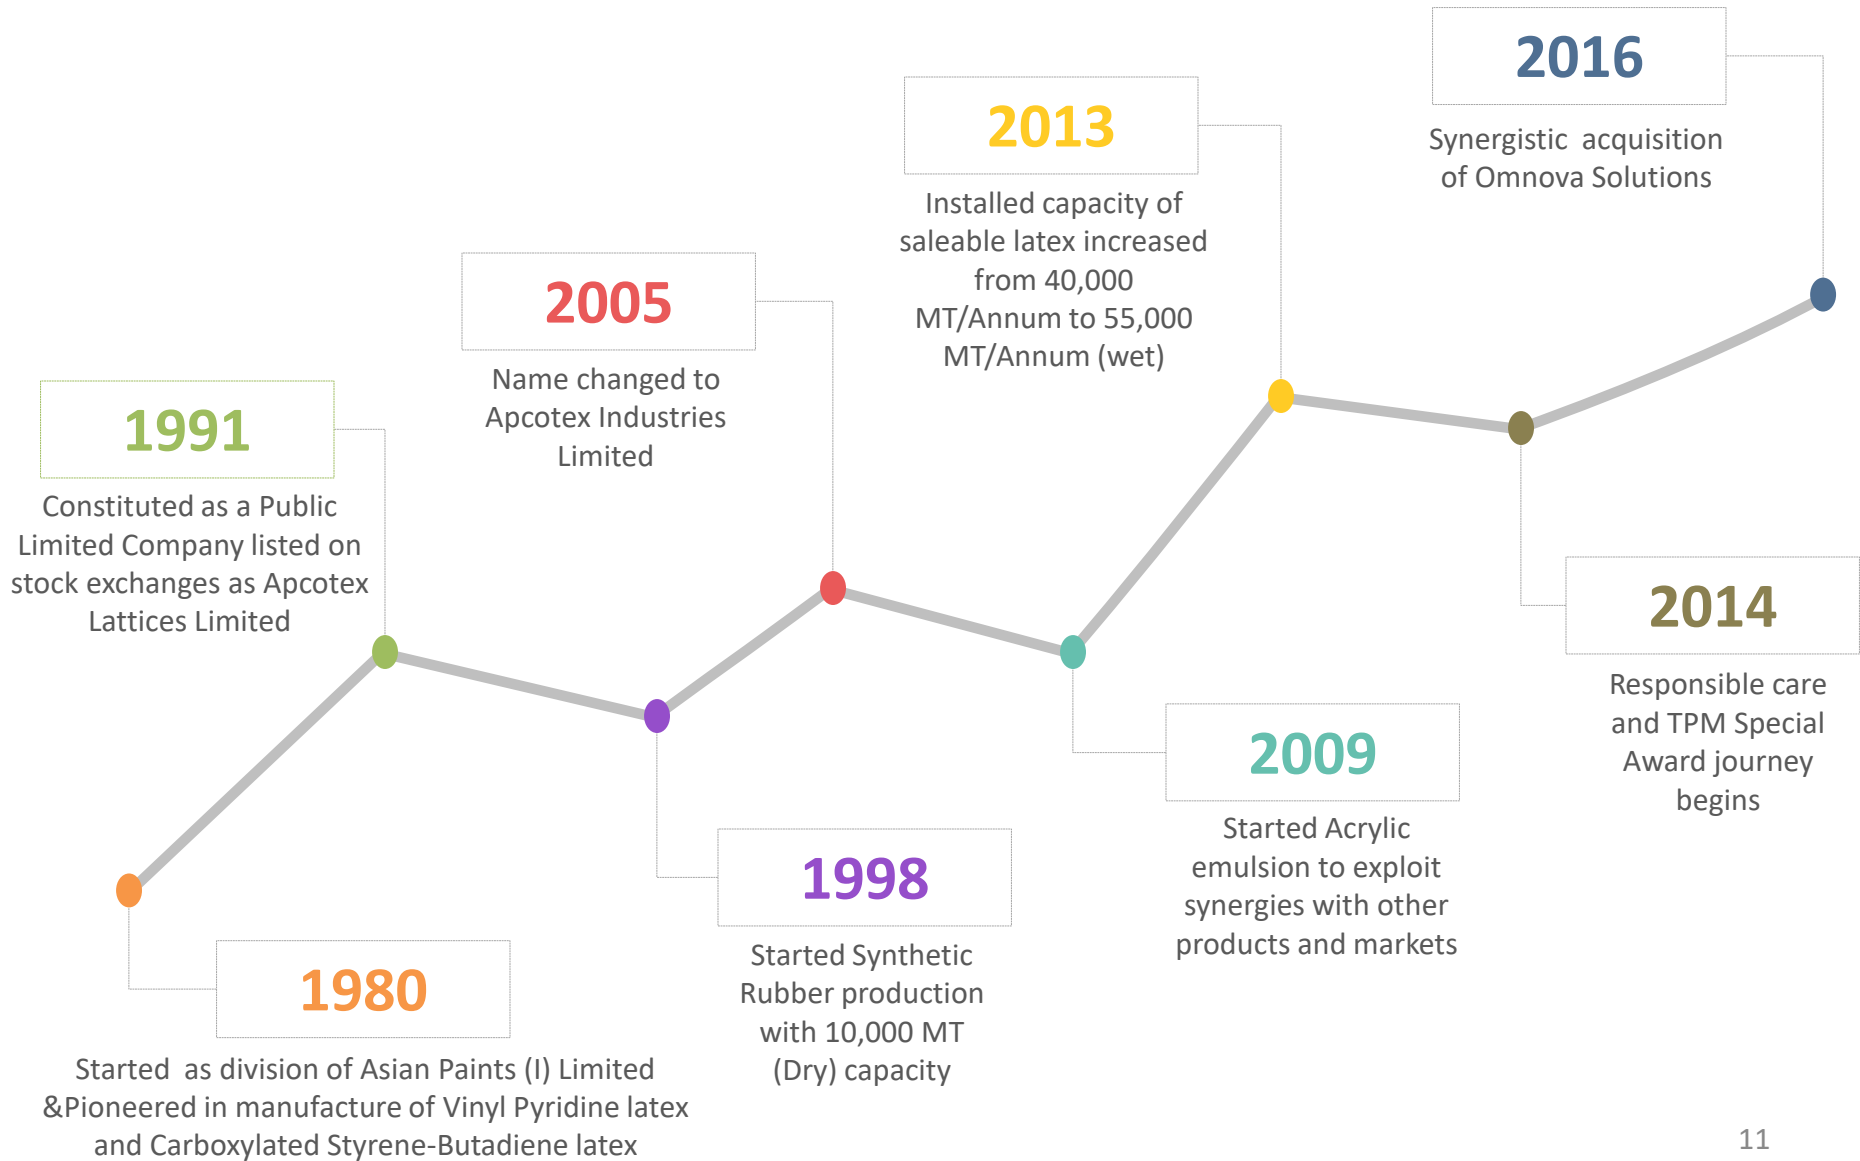 1980
Started as division of Asian Paints (I) Limited
&Pioneered in manufacture of Vinyl Pyridine latex
and Carboxylated Styrene-Butadiene latex
1991
Constituted as a Public
Limited Company listed on
stock exchanges as Apcotex
Lattices Limited
1998
Started Synthetic
Rubber production
with 10,000 MT
(Dry) capacity
2005
Name changed to
Apcotex Industries
Limited
2009
Started Acrylic
emulsion to exploit
synergies with other
products and markets
2013
Installed capacity of
saleable latex increased
from 40,000
MT/Annum to 55,000
MT/Annum (wet)
2014
Responsible care
and TPM Special
Award journey
begins
2016
Synergistic acquisition
of Omnova Solutions
11